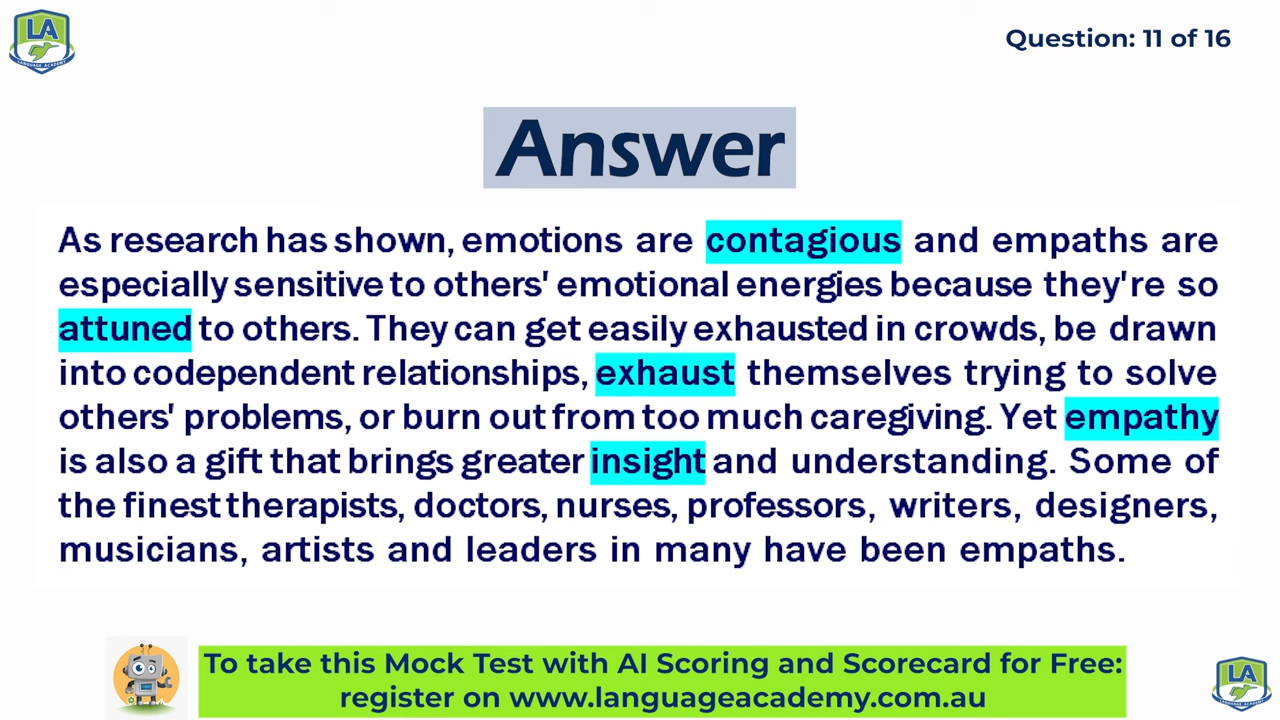 LA
LANGUAGE ACADEMY
Question: 11 of 16
Answer
As research has shown, emotions are contagious and empaths are
especially sensitive to others' emotional energies because they're so
attuned to others. They can get easily exhausted in crowds, be drawn
into codependent relationships, exhaust themselves trying to solve
others' problems, or burn out from too much caregiving. Yet empathy
is also a gift that brings greater insight and understanding. Some of
the finest therapists, doctors, nurses, professors, writers, designers,
musicians, artists and leaders in many have been empaths.
To take this Mock Test with AI Scoring and Scorecard for Free:
register on www.languageacademy.com.au
LA
LANGUAGE ACADEMY